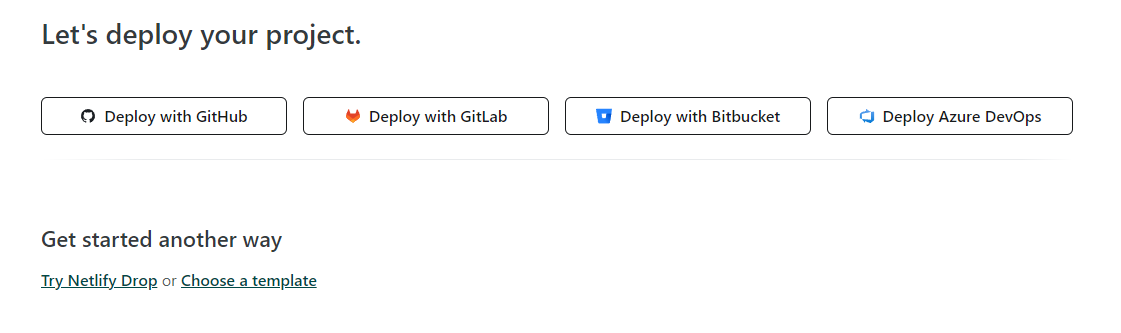 Let's deploy your project.
Deploy with GitHub
Deploy with GitLab
Deploy with Bitbucket
Deploy Azure DevOps
Get started another way
Try Netlify Drop or Choose a template